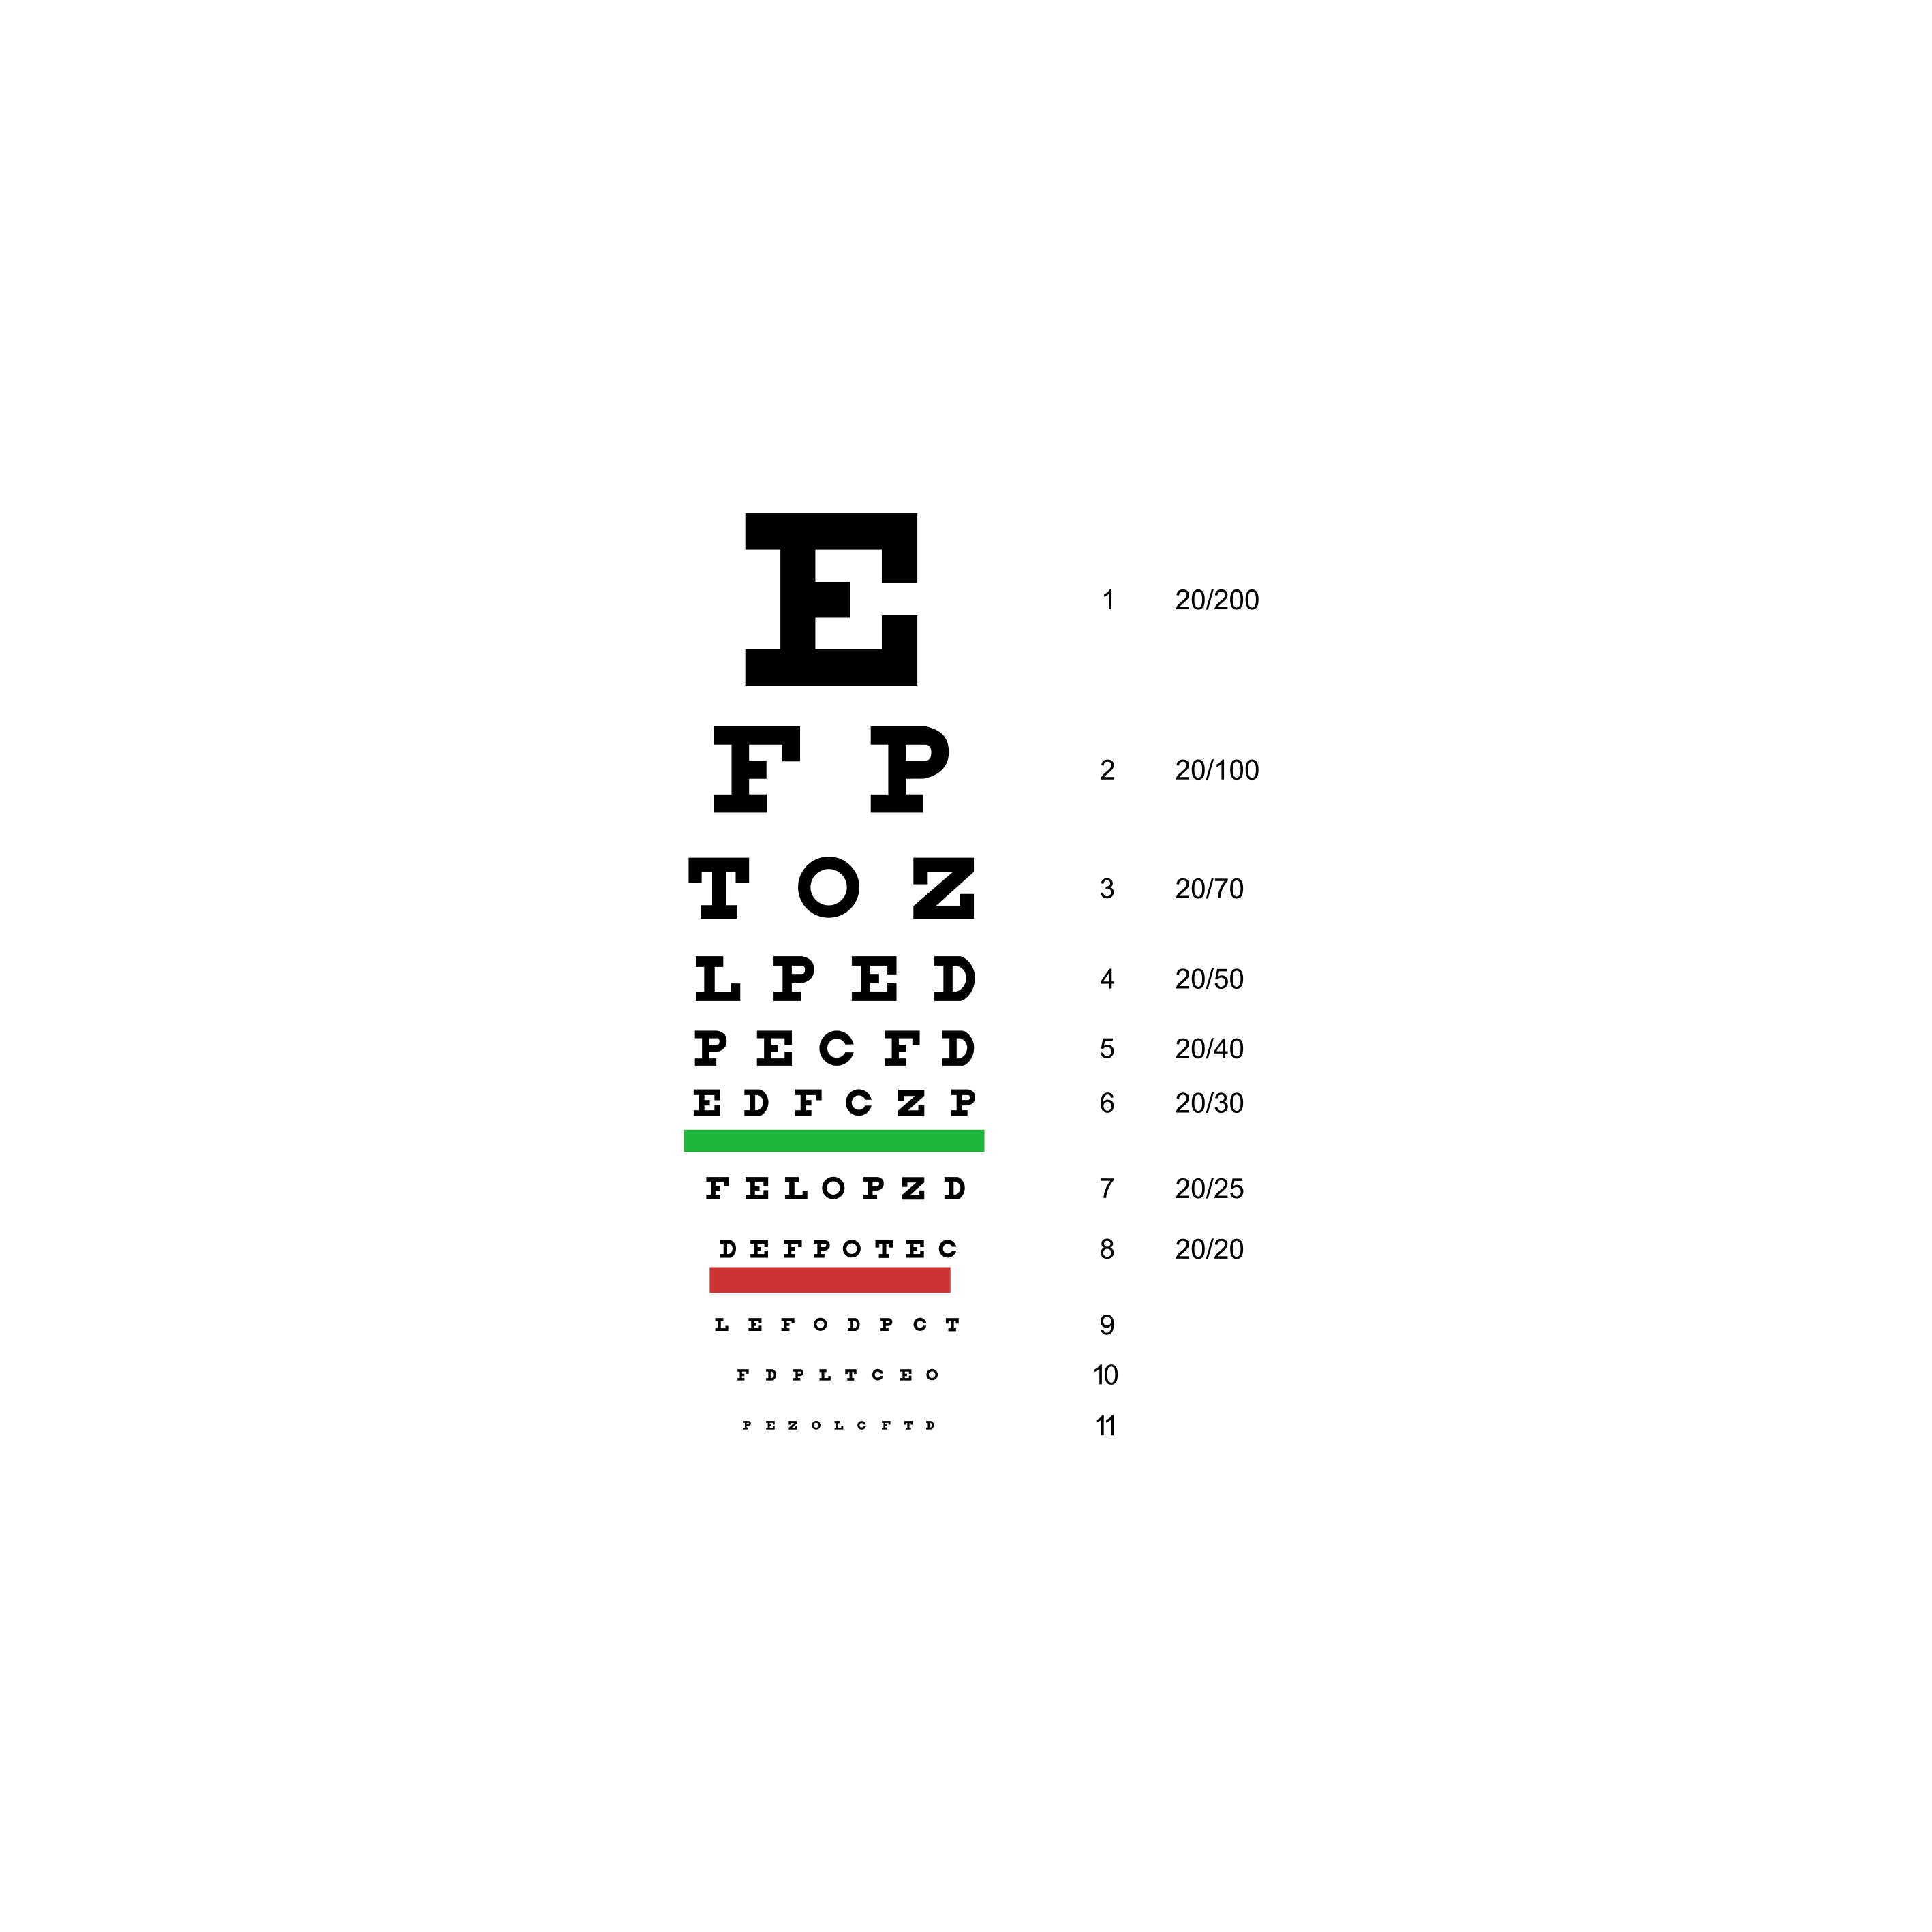 E 1 20/200
F P 2 20/100
T O Z 3 20/70
L P E D 4 20/50
P E C F D 5 20/40
E D F C Z P 6 20/30
F E L O P Z D 7 20/25
D E F P O T E C 8 20/20
L E F O D P C T 9
F D P L T C E O 10
P E Z O L C F T D 11